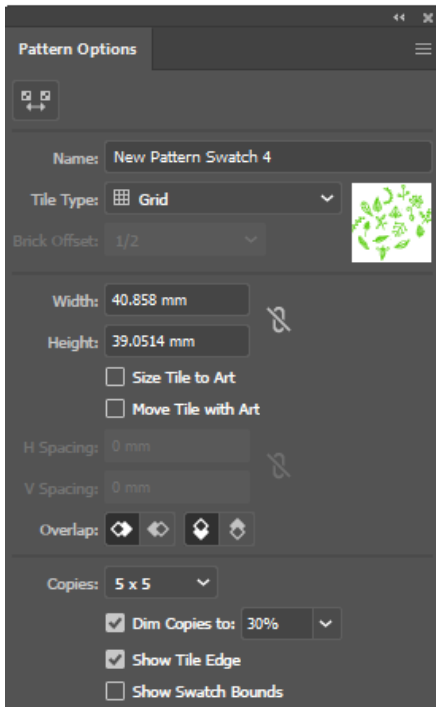 Pattern Options
Name: New Pattern Swatch 4
Tile Type: Grid
Brick Offset: 1/2
Width: 40.858 mm
Height: 39.0514 mm
Size Tile to Art
Move Tile with Art
H Spacing: 0 mm
V Spacing: 0 mm
Overlap:
Copies: 5 x 5
Dim Copies to: 30%
Show Tile Edge
Show Swatch Bounds